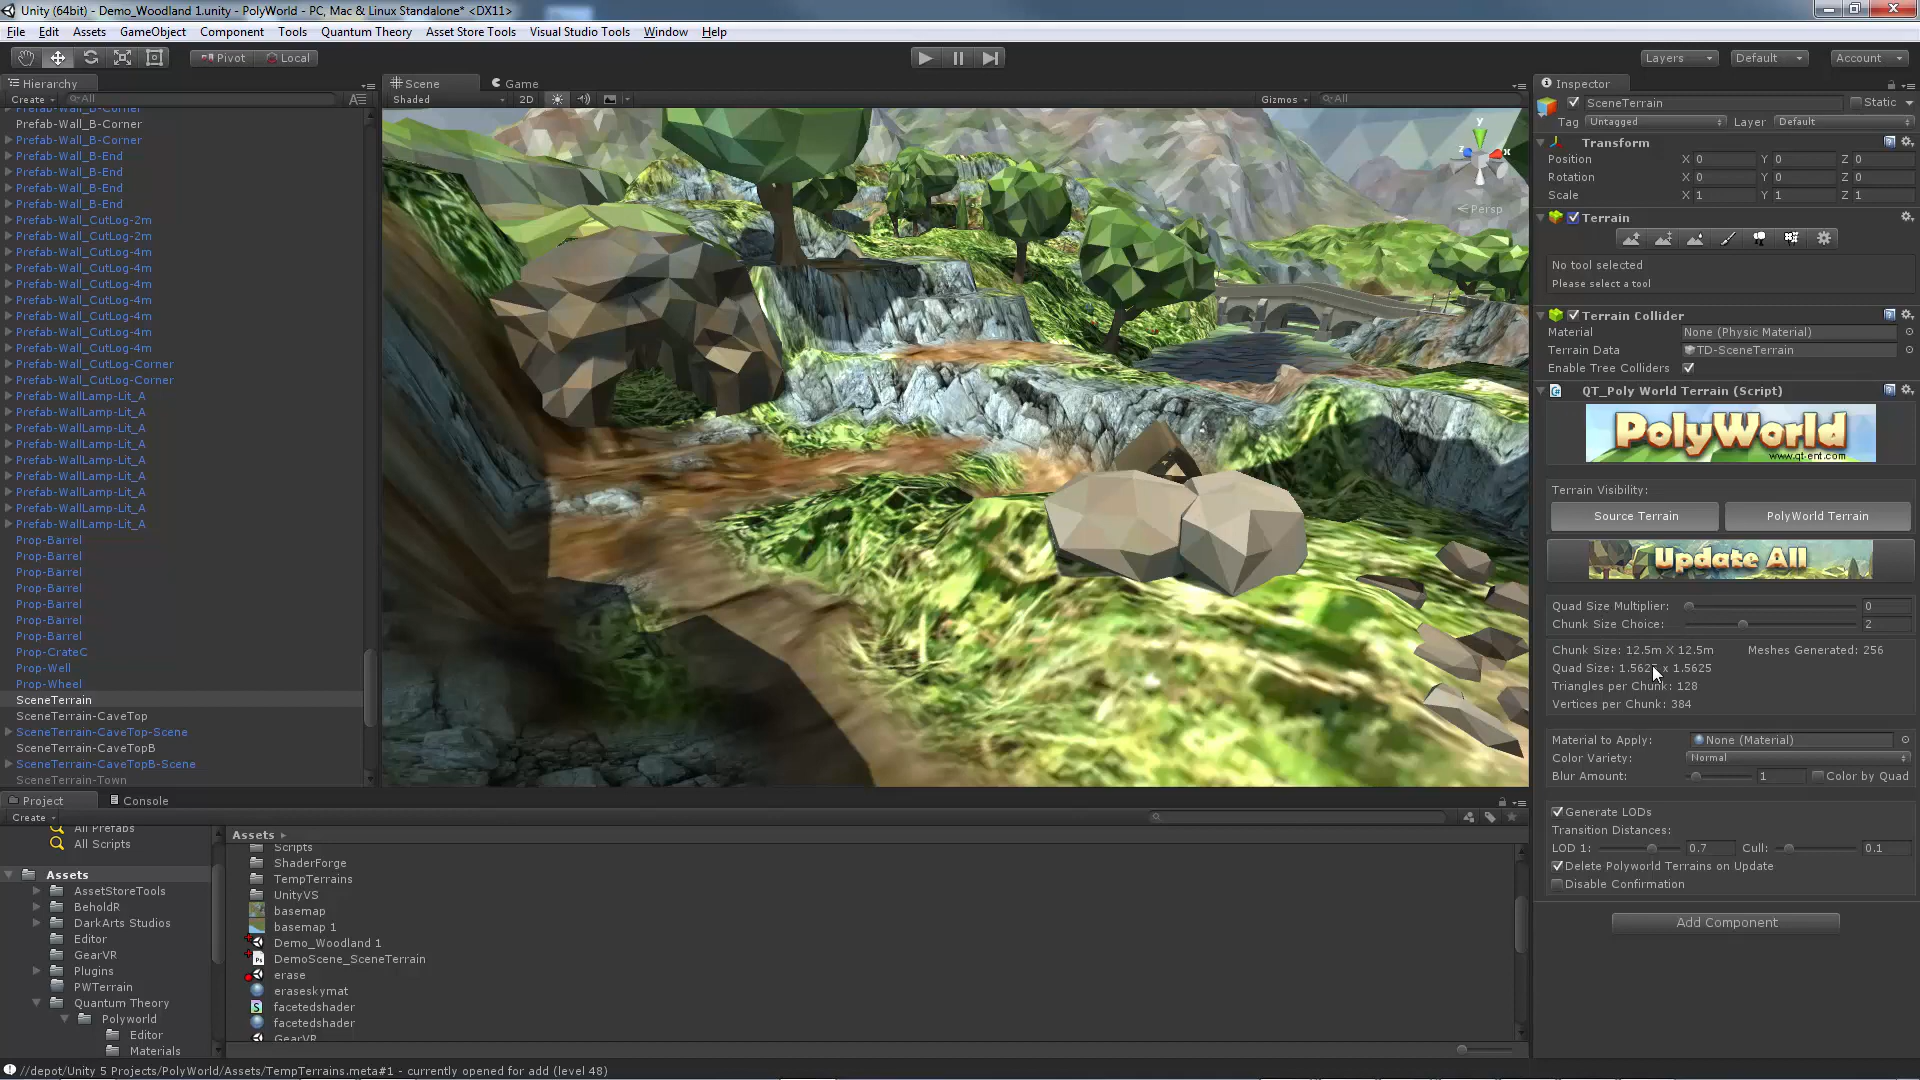 Unity (64bit) - Demo_Woodland 1.unity - PolyWorld - PC, Mac & Linux Standalone* <DX11>
File Edit Assets GameObject Component Tools Quantum Theory Asset Store Tools Visual Studio Tools Window Help
Pivot Local Layers Default Account
Hierarchy
Create All
Prefab-Wall_B-Corner
Prefab-Wall_B-Corner
Prefab-Wall_B-Corner
Prefab-Wall_B-End
Prefab-Wall_B-End
Prefab-Wall_B-End
Prefab-Wall_B-End
Prefab-Wall_CutLog-2m
Prefab-Wall_CutLog-2m
Prefab-Wall_CutLog-4m
Prefab-Wall_CutLog-4m
Prefab-Wall_CutLog-4m
Prefab-Wall_CutLog-4m
Prefab-Wall_CutLog-4m
Prefab-Wall_CutLog-4m
Prefab-Wall_CutLog-4m
Prefab-Wall_CutLog-Corner
Prefab-Wall_CutLog-Corner
Prefab-WallLamp-Lit_A
Prefab-WallLamp-Lit_A
Prefab-WallLamp-Lit_A
Prefab-WallLamp-Lit_A
Prefab-WallLamp-Lit_A
Prefab-WallLamp-Lit_A
Prefab-WallLamp-Lit_A
Prefab-WallLamp-Lit_A
Prefab-WallLamp-Lit_A
Prop-Barrel
Prop-Barrel
Prop-Barrel
Prop-Barrel
Prop-Barrel
Prop-Barrel
Prop-Barrel
Prop-CrateC
Prop-Well
Prop-Wheel
SceneTerrain
SceneTerrain-CaveTop
SceneTerrain-CaveTop-Scene
SceneTerrain-CaveTopB
SceneTerrain-CaveTopB-Scene
SceneTerrain-Town
Scene Game
Shaded 2D Gizmos All
y
z x
Persp
Inspector
SceneTerrain Static
Tag Untagged Layer Default
Transform
Position X 0 Y 0 Z 0
Rotation X 0 Y 0 Z 0
Scale X 1 Y 1 Z 1
Terrain
No tool selected
Please select a tool
Terrain Collider
Material None (Physic Material)
Terrain Data TD-SceneTerrain
Enable Tree Colliders
QT_Poly World Terrain (Script)
PolyWorld
www.qt-ent.com
Terrain Visibility:
Source Terrain PolyWorld Terrain
Update All
Quad Size Multiplier: 0
Chunk Size Choice: 2
Chunk Size: 12.5m X 12.5m Meshes Generated: 256
Quad Size: 1.5625 x 1.5625
Triangles per Chunk: 128
Vertices per Chunk: 384
Material to Apply: None (Material)
Color Variety: Normal
Blur Amount: 1 Color by Quad
Generate LODs
Transition Distances:
LOD 1: 0.7 Cull: 0.1
Delete Polyworld Terrains on Update
Disable Confirmation
Add Component
Project Console
Create
All Prefabs
All Scripts
Assets
AssetStoreTools
BeholdR
DarkArts Studios
Editor
GearVR
Plugins
PWTerrain
Quantum Theory
Polyworld
Editor
Materials
Assets
Scripts
ShaderForge
TempTerrains
UnityVS
basemap
basemap 1
Demo_Woodland 1
DemoScene_SceneTerrain
erase
eraseskymat
facetedshader
facetedshader
GearVR
//depot/Unity 5 Projects/PolyWorld/Assets/TempTerrains.meta#1 - currently opened for add (level 48)